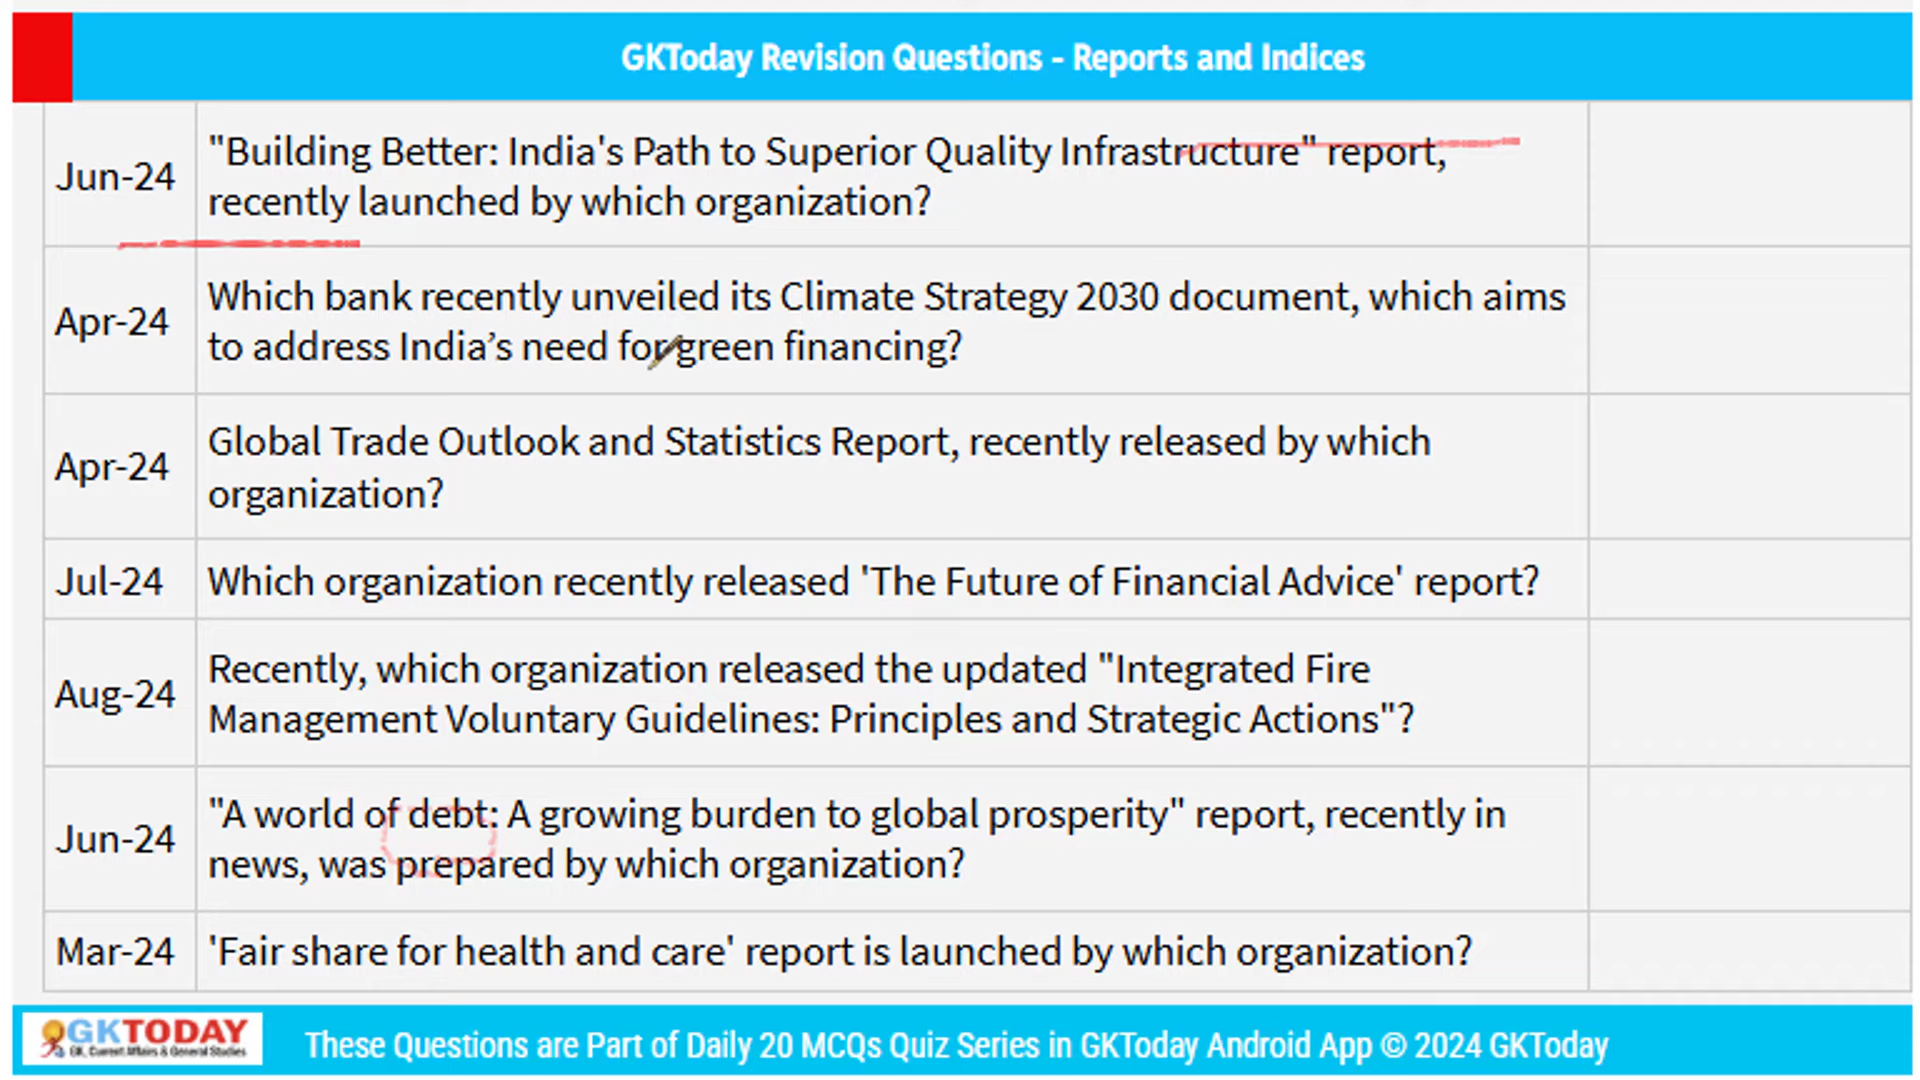 GKToday Revision Questions - Reports and Indices
Jun-24
"Building Better: India's Path to Superior Quality Infrastructure" report,
recently launched by which organization?
Apr-24
Which bank recently unveiled its Climate Strategy 2030 document, which aims
to address India’s need for green financing?
Apr-24
Global Trade Outlook and Statistics Report, recently released by which
organization?
Jul-24
Which organization recently released 'The Future of Financial Advice' report?
Aug-24
Recently, which organization released the updated "Integrated Fire
Management Voluntary Guidelines: Principles and Strategic Actions"?
Jun-24
"A world of debt: A growing burden to global prosperity" report, recently in
news, was prepared by which organization?
Mar-24
'Fair share for health and care' report is launched by which organization?
GKTODAY
GK, Current Affairs & General Studies
These Questions are Part of Daily 20 MCQs Quiz Series in GKToday Android App © 2024 GKToday